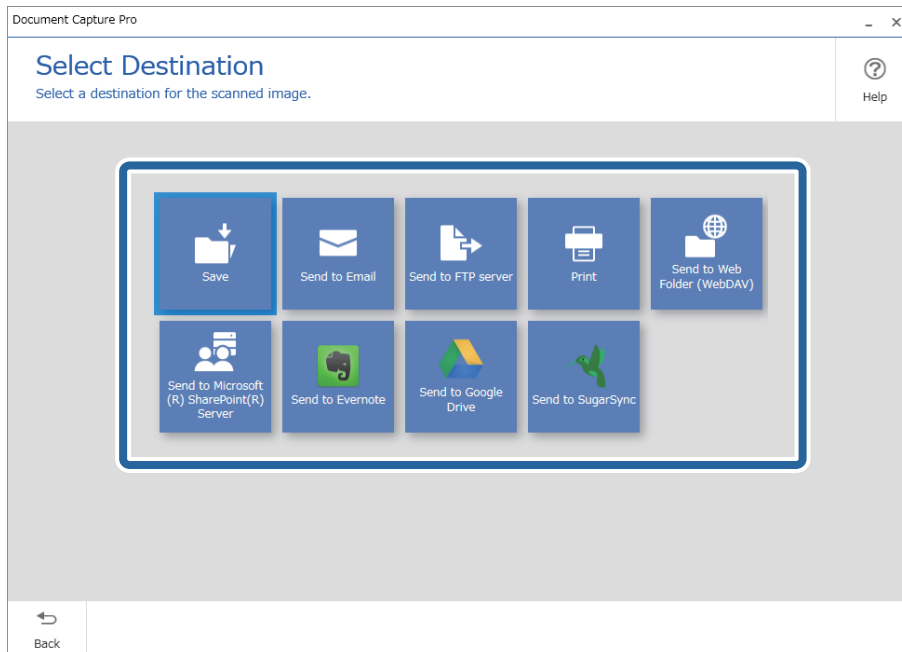 Document Capture Pro
Select Destination
Select a destination for the scanned image.
Help
Save
Send to Email
Send to FTP server
Print
Send to Web
Folder (WebDAV)
Send to Microsoft
(R) SharePoint(R)
Server
Send to Evernote
Send to Google
Drive
Send to SugarSync
Back